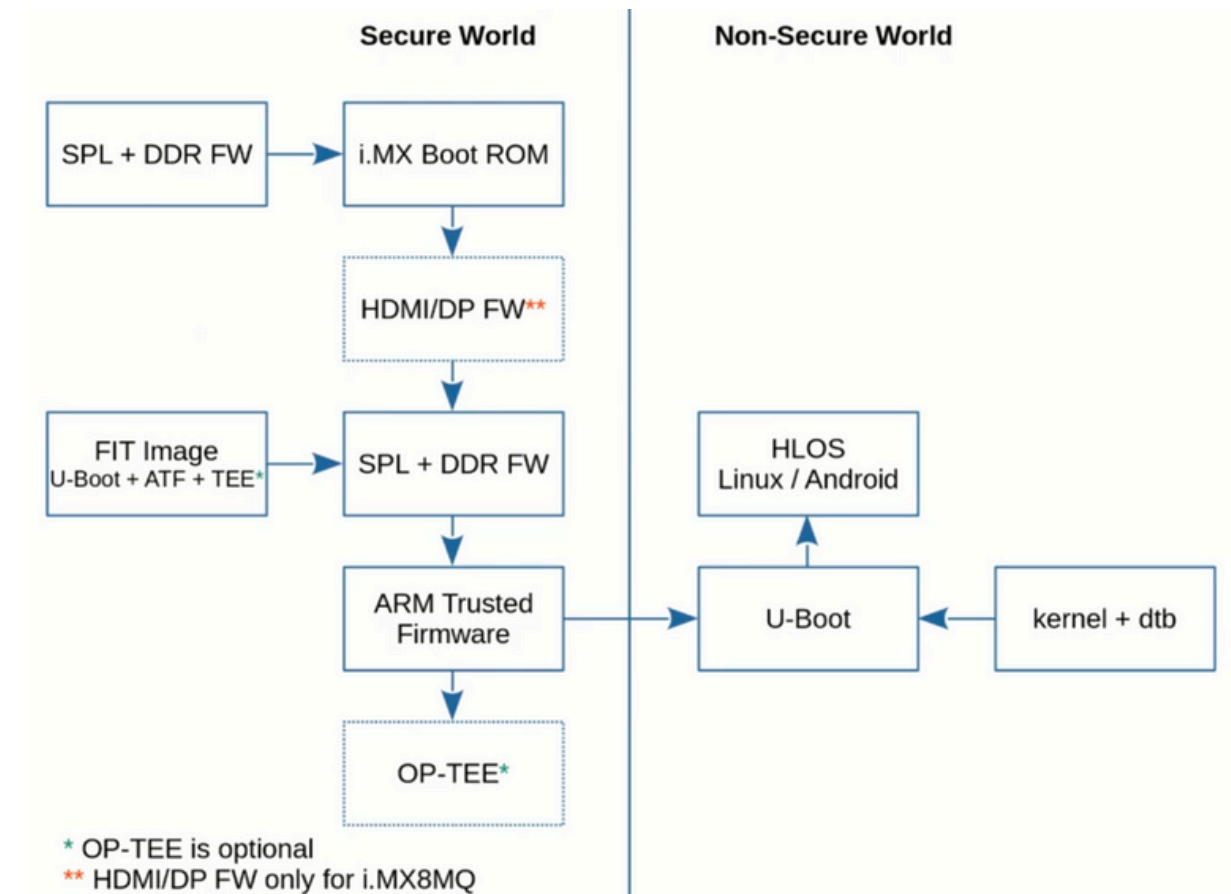 Secure World
Non-Secure World
SPL + DDR FW
i.MX Boot ROM
HDMI/DP FW**
FIT Image
U-Boot + ATF + TEE*
SPL + DDR FW
HLOS
Linux / Android
ARM Trusted
Firmware
U-Boot
kernel + dtb
OP-TEE*
* OP-TEE is optional
** HDMI/DP FW only for i.MX8MQ